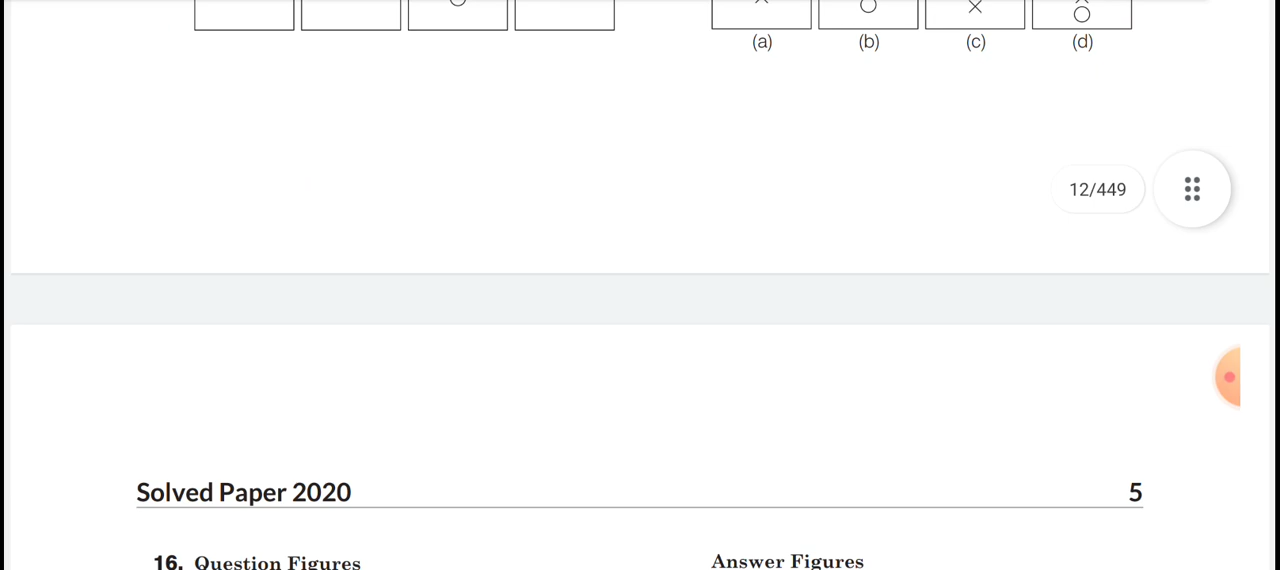 (a) (b) (c) (d)
12/449
Solved Paper 2020 5
16. Question Figures Answer Figures